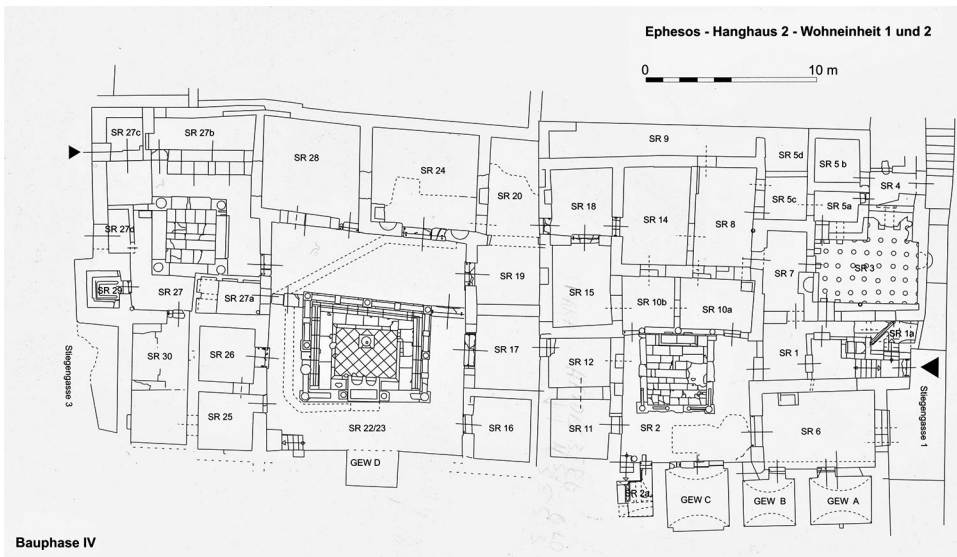 Ephesos - Hanghaus 2 - Wohneinheit 1 und 2
0 10 m
SR 27c
SR 27b
SR 28
SR 24
SR 20
SR 9
SR 5d
SR 5 b
SR 4
SR 18
SR 14
SR 8
SR 5c
SR 5a
SR 27d
SR 19
SR 7
SR 3
SR 29
SR 27
SR 27a
SR 15
SR 10b
SR 10a
SR 1a
SR 30
SR 26
SR 17
SR 12
SR 1
Stiegengasse 3
Stiegengasse 1
SR 25
SR 22/23
SR 16
SR 11
SR 2
SR 6
GEW D
SR 2a
GEW C
GEW B
GEW A
Bauphase IV